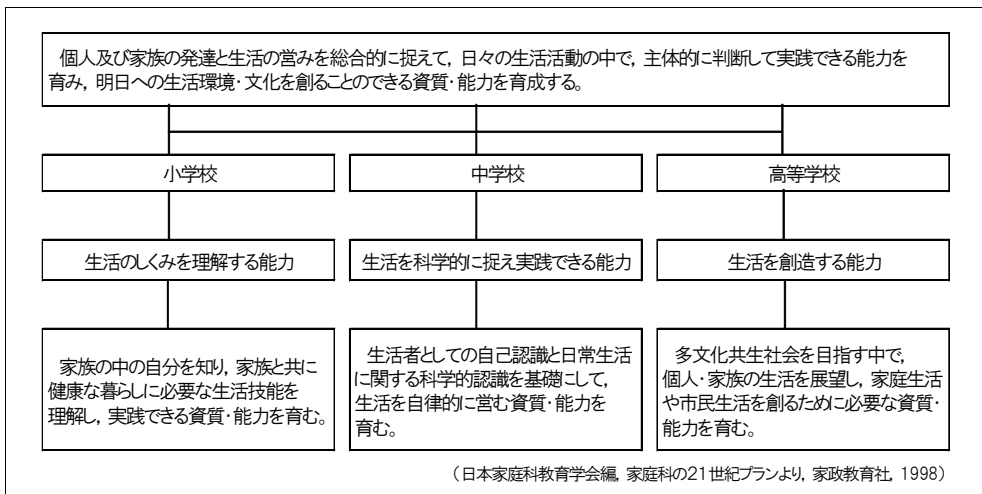 個人及び家族の発達と生活の営みを総合的に捉えて，日々の生活活動の中で，主体的に判断して実践できる能力を
育み，明日への生活環境・文化を創ることのできる資質・能力を育成する。
小学校
中学校
高等学校
生活のしくみを理解する能力
生活を科学的に捉え実践できる能力
生活を創造する能力
家族の中の自分を知り，家族と共に
健康な暮らしに必要な生活技能を
理解し，実践できる資質・能力を育む。
生活者としての自己認識と日常生活
に関する科学的認識を基礎にして，
生活を自律的に営む資質・能力を
育む。
多文化共生社会を目指す中で，
個人・家族の生活を展望し，家庭生活
や市民生活を創るために必要な資質・
能力を育む。
（日本家庭科教育学会編，家庭科の21世紀プランより，家政教育社，1998）